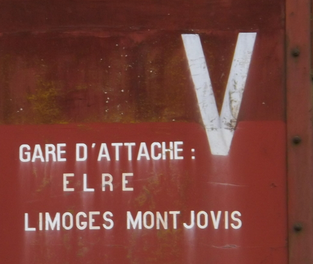 V
GARE D'ATTACHE :
ELRE
LIMOGES MONTJOVIS